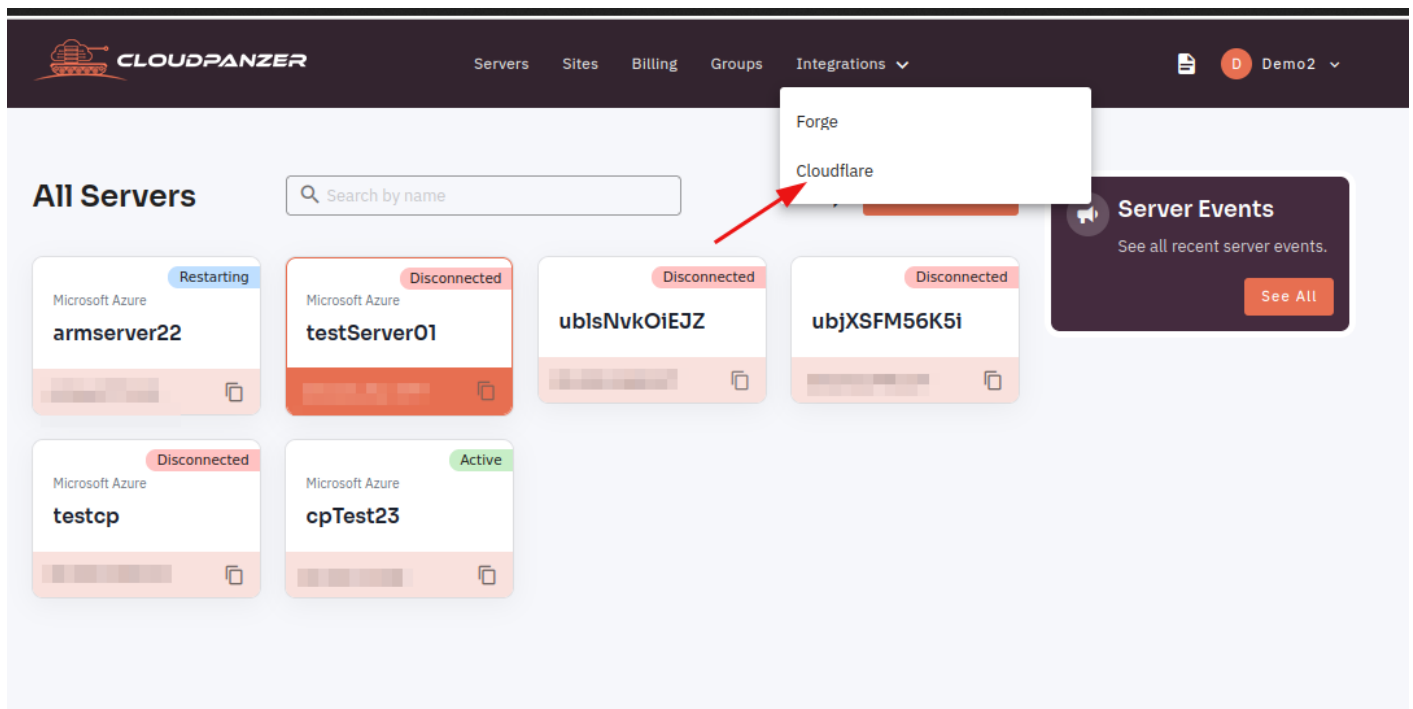 CLOUDPANZER
Servers Sites Billing Groups Integrations
D Demo2
Forge
Cloudflare
All Servers
Search by name
Server Events
See all recent server events.
See All
Restarting
Microsoft Azure
armserver22
Disconnected
Microsoft Azure
testServer01
Disconnected
Disconnected
ubjXSFM56K5i
Disconnected
Microsoft Azure
testcp
Active
Microsoft Azure
cpTest23